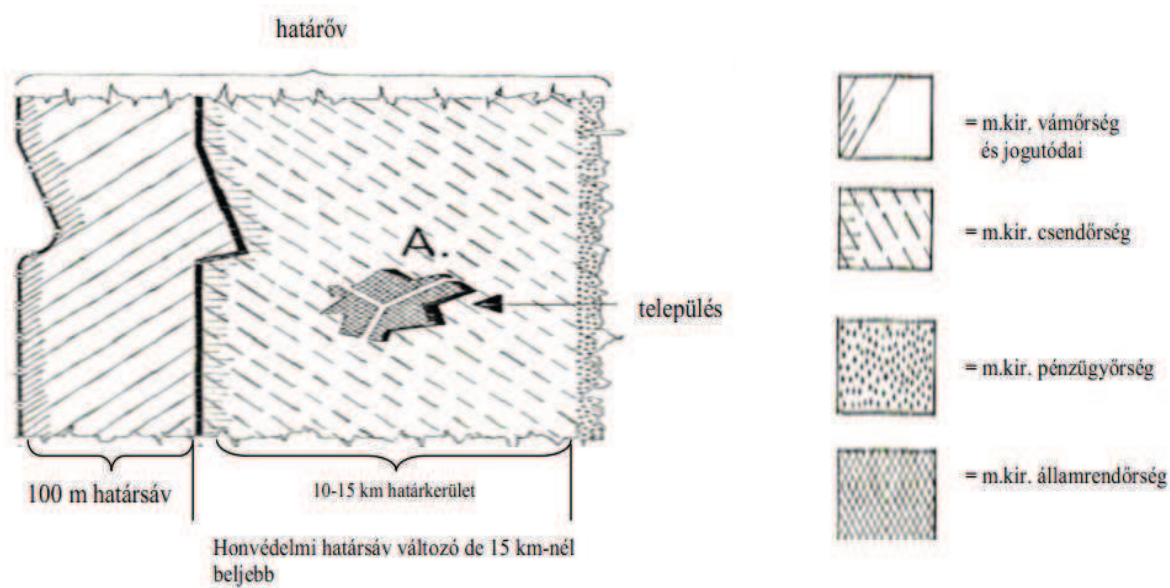 határőv
A.
település
100 m határsáv
10-15 km határkerület
Honvédelmi határsáv változó de 15 km-nél
beljebb
= m.kir. vámőrség
és jogutódai
= m.kir. csendőrség
= m.kir. pénzügyőrség
= m.kir. államrendőrség